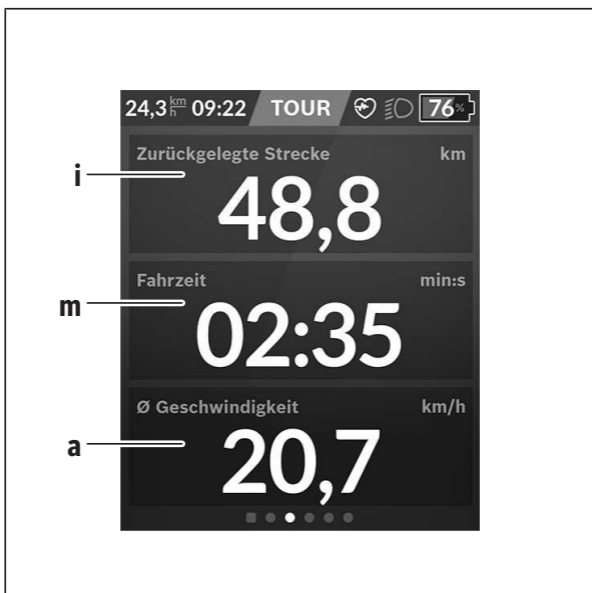 24,3 km/h 09:22 TOUR 76%
i
Zurückgelegte Strecke km
48,8
m
Fahrzeit min:s
02:35
a
Ø Geschwindigkeit km/h
20,7